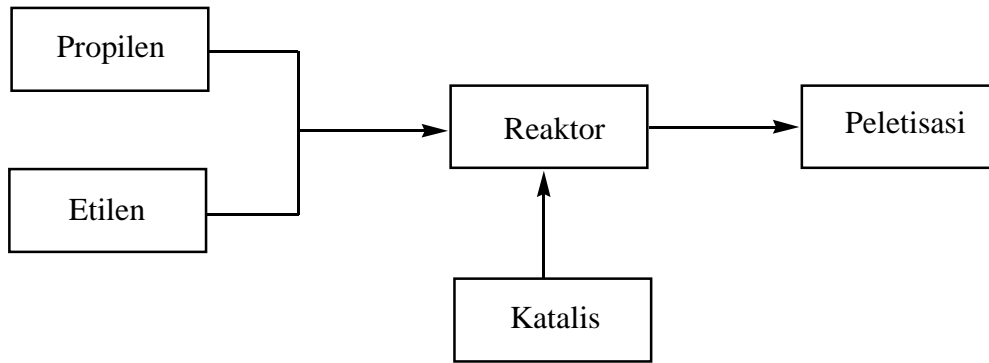 Propilen
Etilen
Reaktor
Katalis
Peletisasi